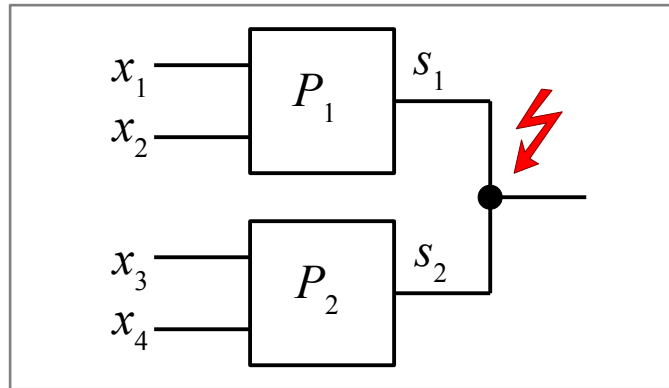 x₁
x₂
P₁
s₁
x₃
x₄
P₂
s₂